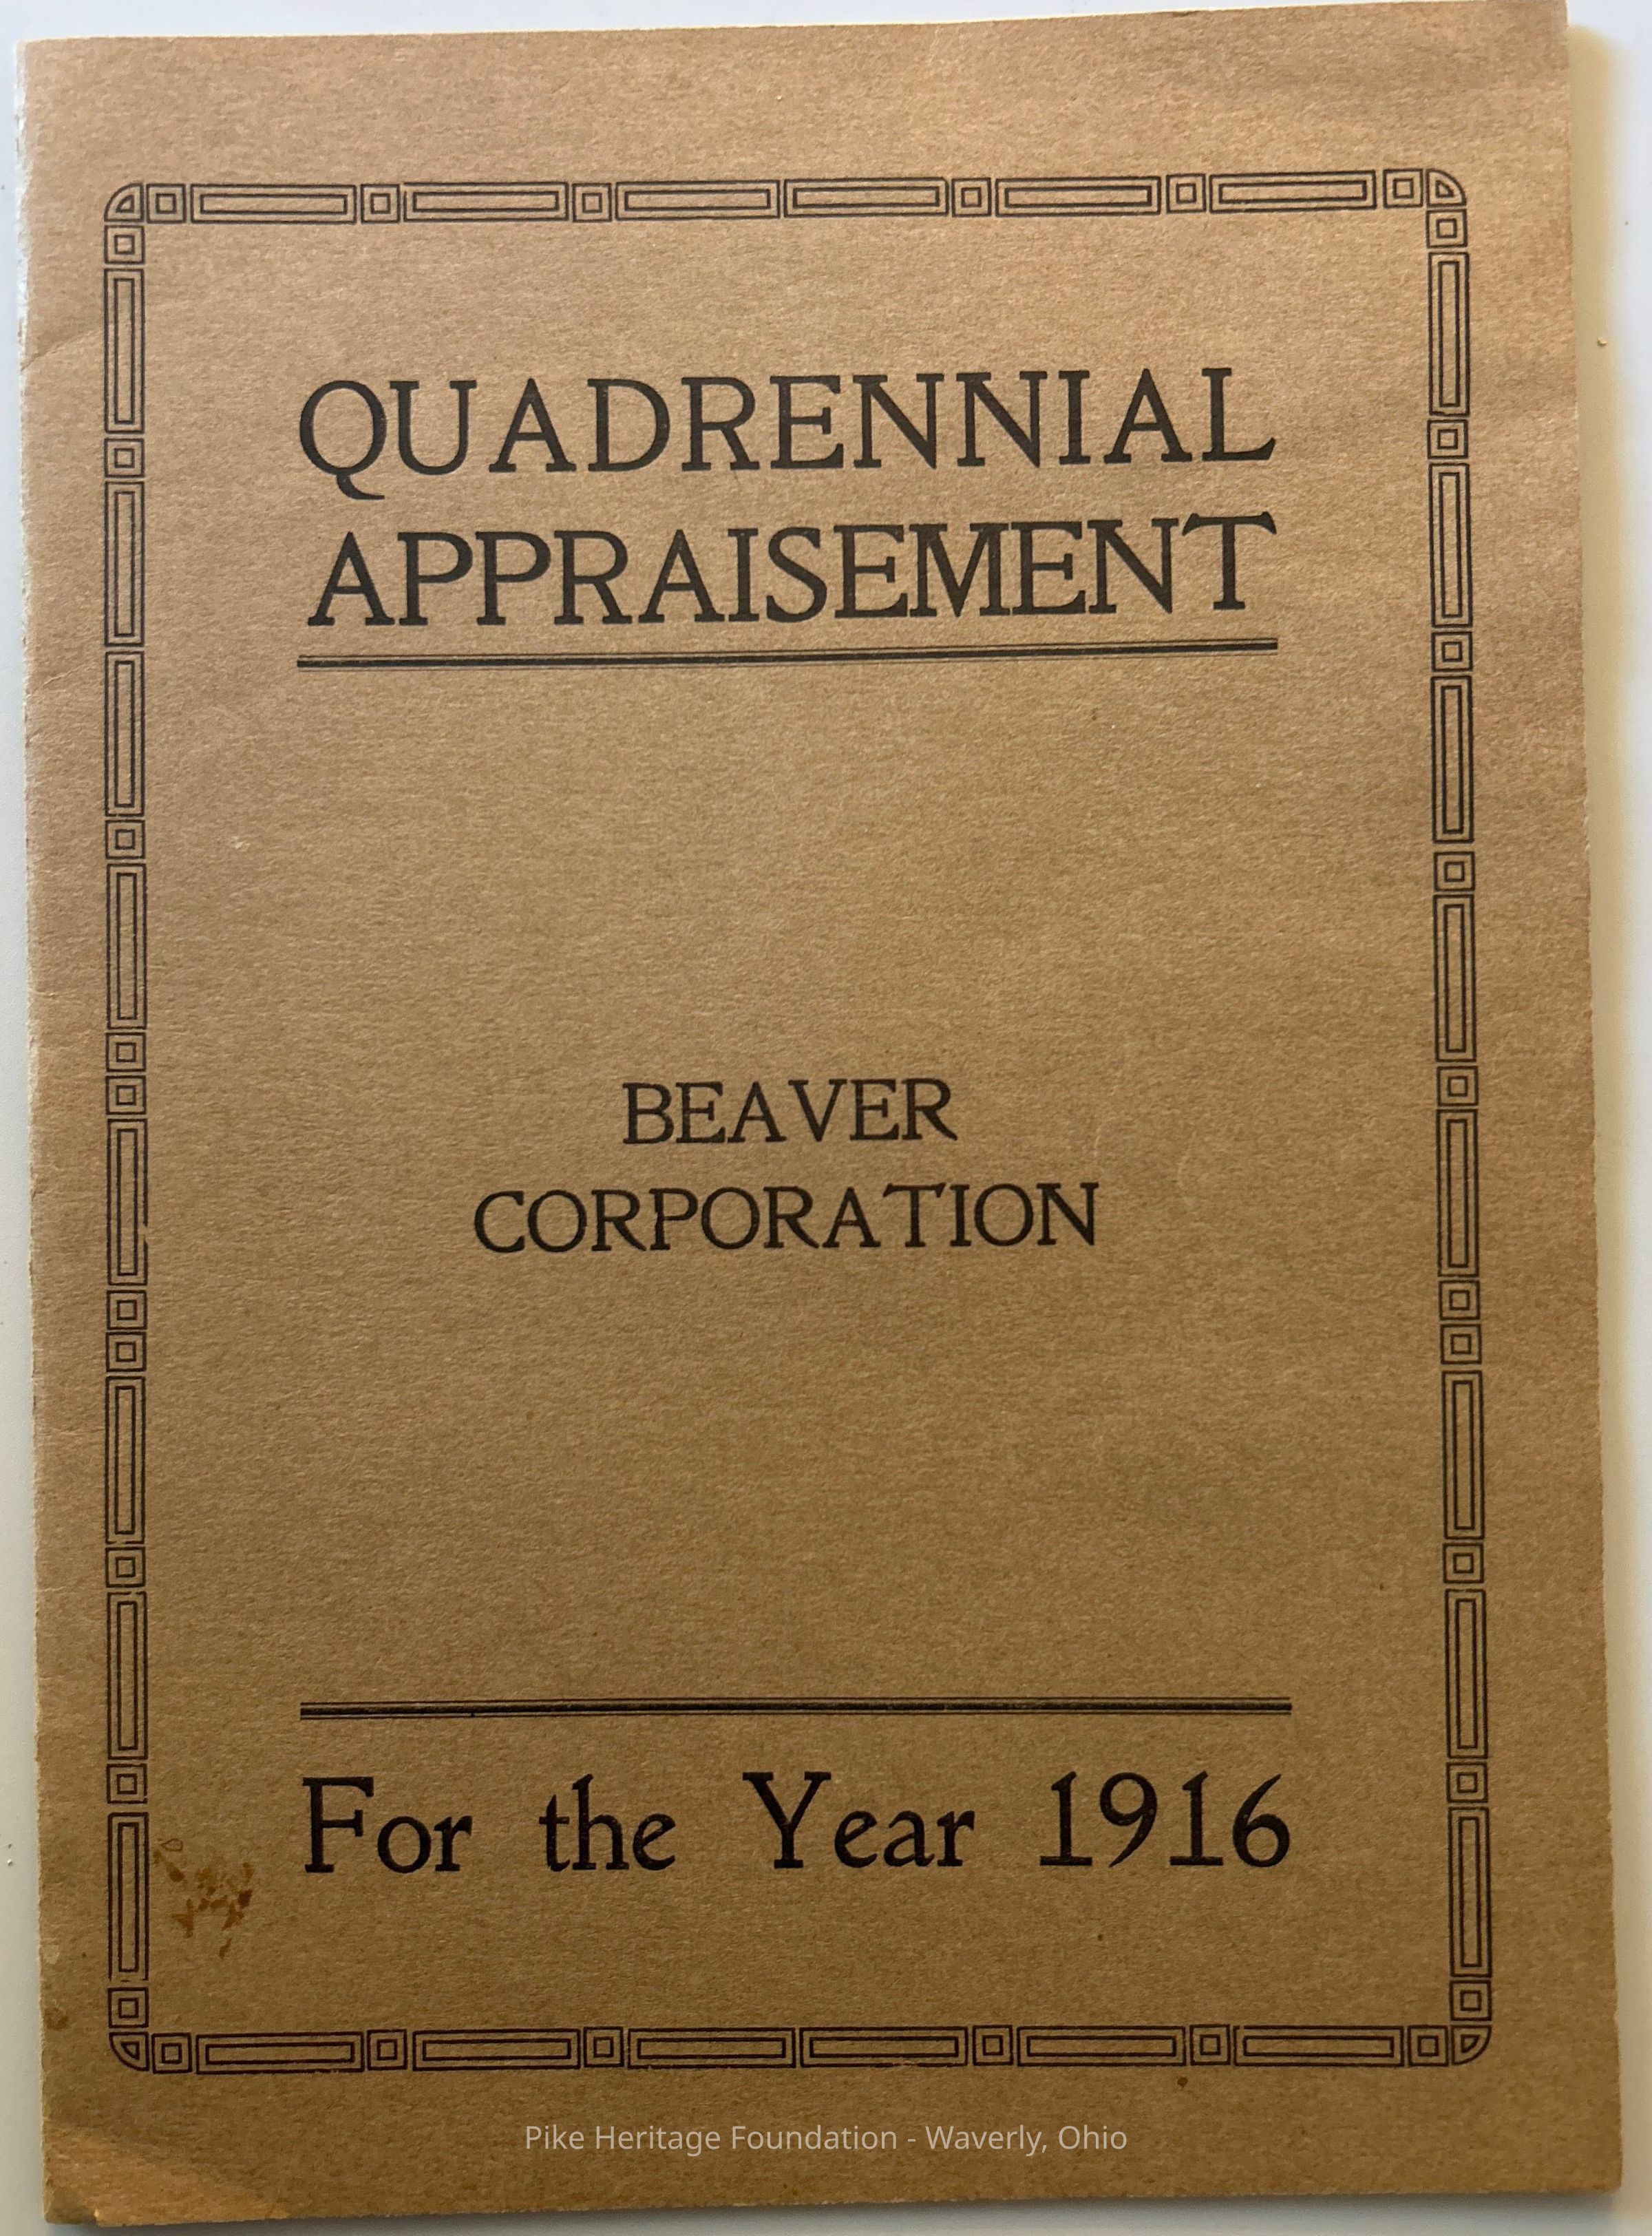 QUADRENNIAL
APPRAISEMENT
BEAVER
CORPORATION
For the Year 1916
Pike Heritage Foundation - Waverly, Ohio